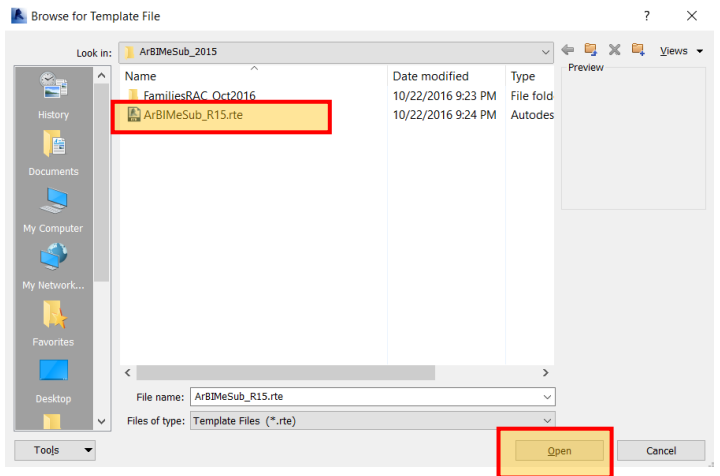 Browse for Template File
Look in: ArBIMeSub_2015
Views
Name Date modified Type
FamiliesRAC_Oct2016 10/22/2016 9:23 PM File fold
ArBIMeSub_R15.rte 10/22/2016 9:24 PM Autodes
Preview
History
Documents
My Computer
My Network...
Favorites
Desktop
File name: ArBIMeSub_R15.rte
Files of type: Template Files (*.rte)
Tools
Open
Cancel